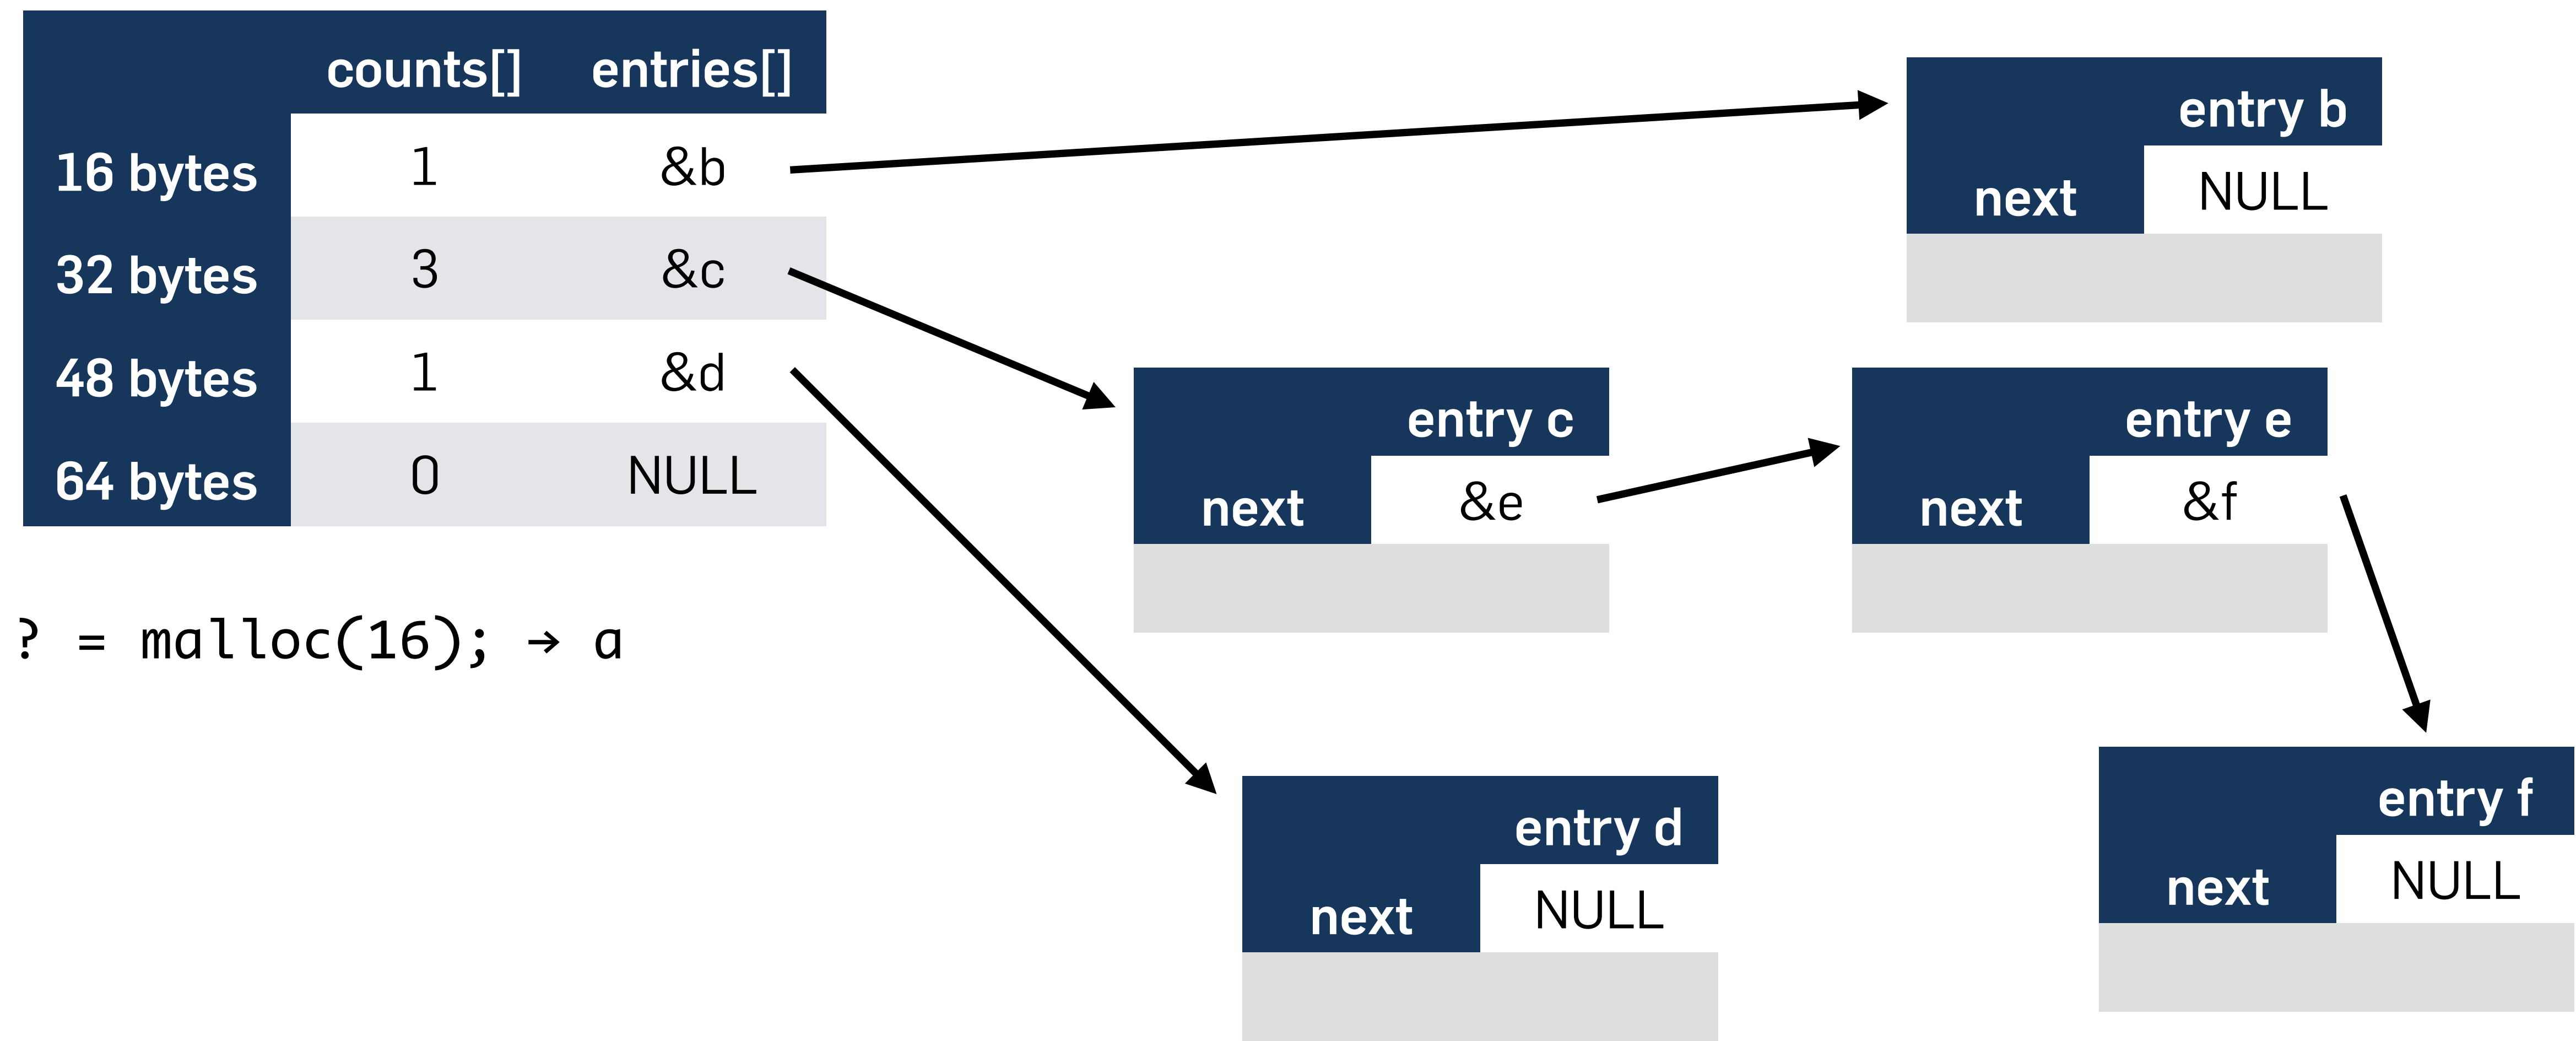 counts[] entries[]
16 bytes 1 &b
32 bytes 3 &c
48 bytes 1 &d
64 bytes 0 NULL
? = malloc(16); → a
entry b
next NULL
entry c
next &e
entry e
next &f
entry d
next NULL
entry f
next NULL